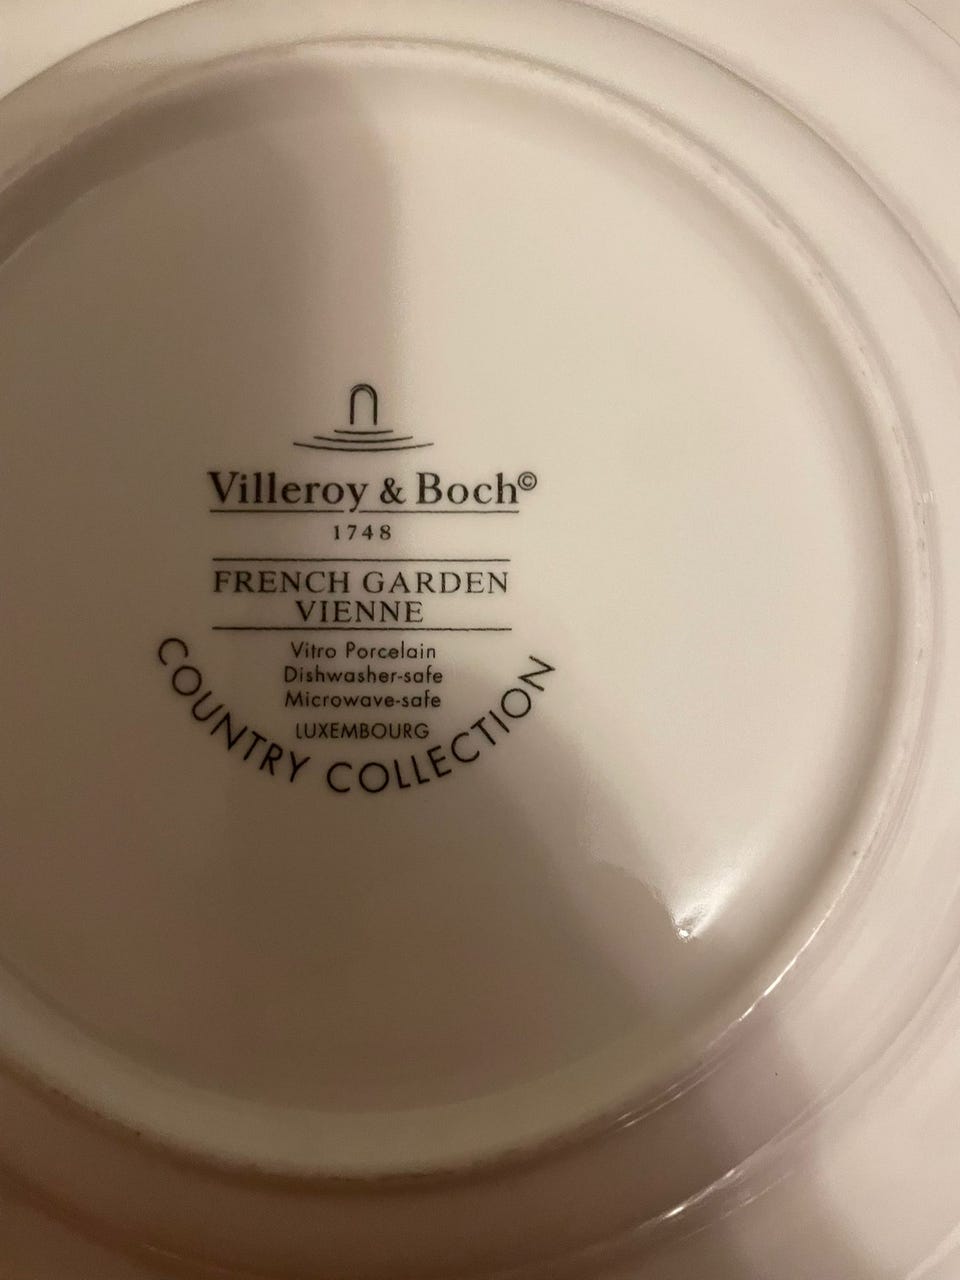 Villeroy & Boch©
1748
FRENCH GARDEN
VIENNE
Vitro Porcelain
Dishwasher-safe
Microwave-safe
LUXEMBOURG
COUNTRY COLLECTION